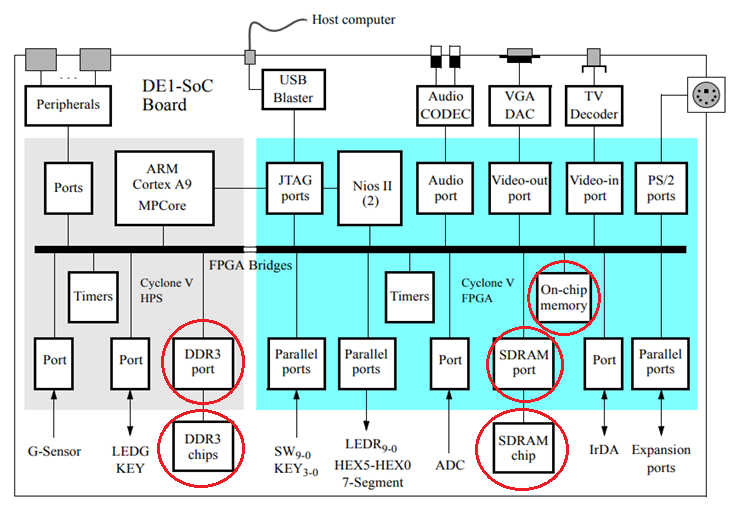 Host computer
DE1-SoC
Board
Peripherals
USB
Blaster
Audio
CODEC
VGA
DAC
TV
Decoder
Ports
ARM
Cortex A9
MPCore
JTAG
ports
Nios II
(2)
Audio
port
Video-out
port
Video-in
port
PS/2
ports
FPGA Bridges
Timers
Cyclone V
HPS
Timers
Cyclone V
FPGA
On-chip
memory
Port
Port
DDR3
port
Parallel
ports
Parallel
ports
Port
SDRAM
port
Port
Parallel
ports
G-Sensor
LEDG
KEY
DDR3
chips
SW9-0
KEY3-0
LEDR9-0
HEX5-HEX0
7-Segment
ADC
SDRAM
chip
IrDA
Expansion
ports